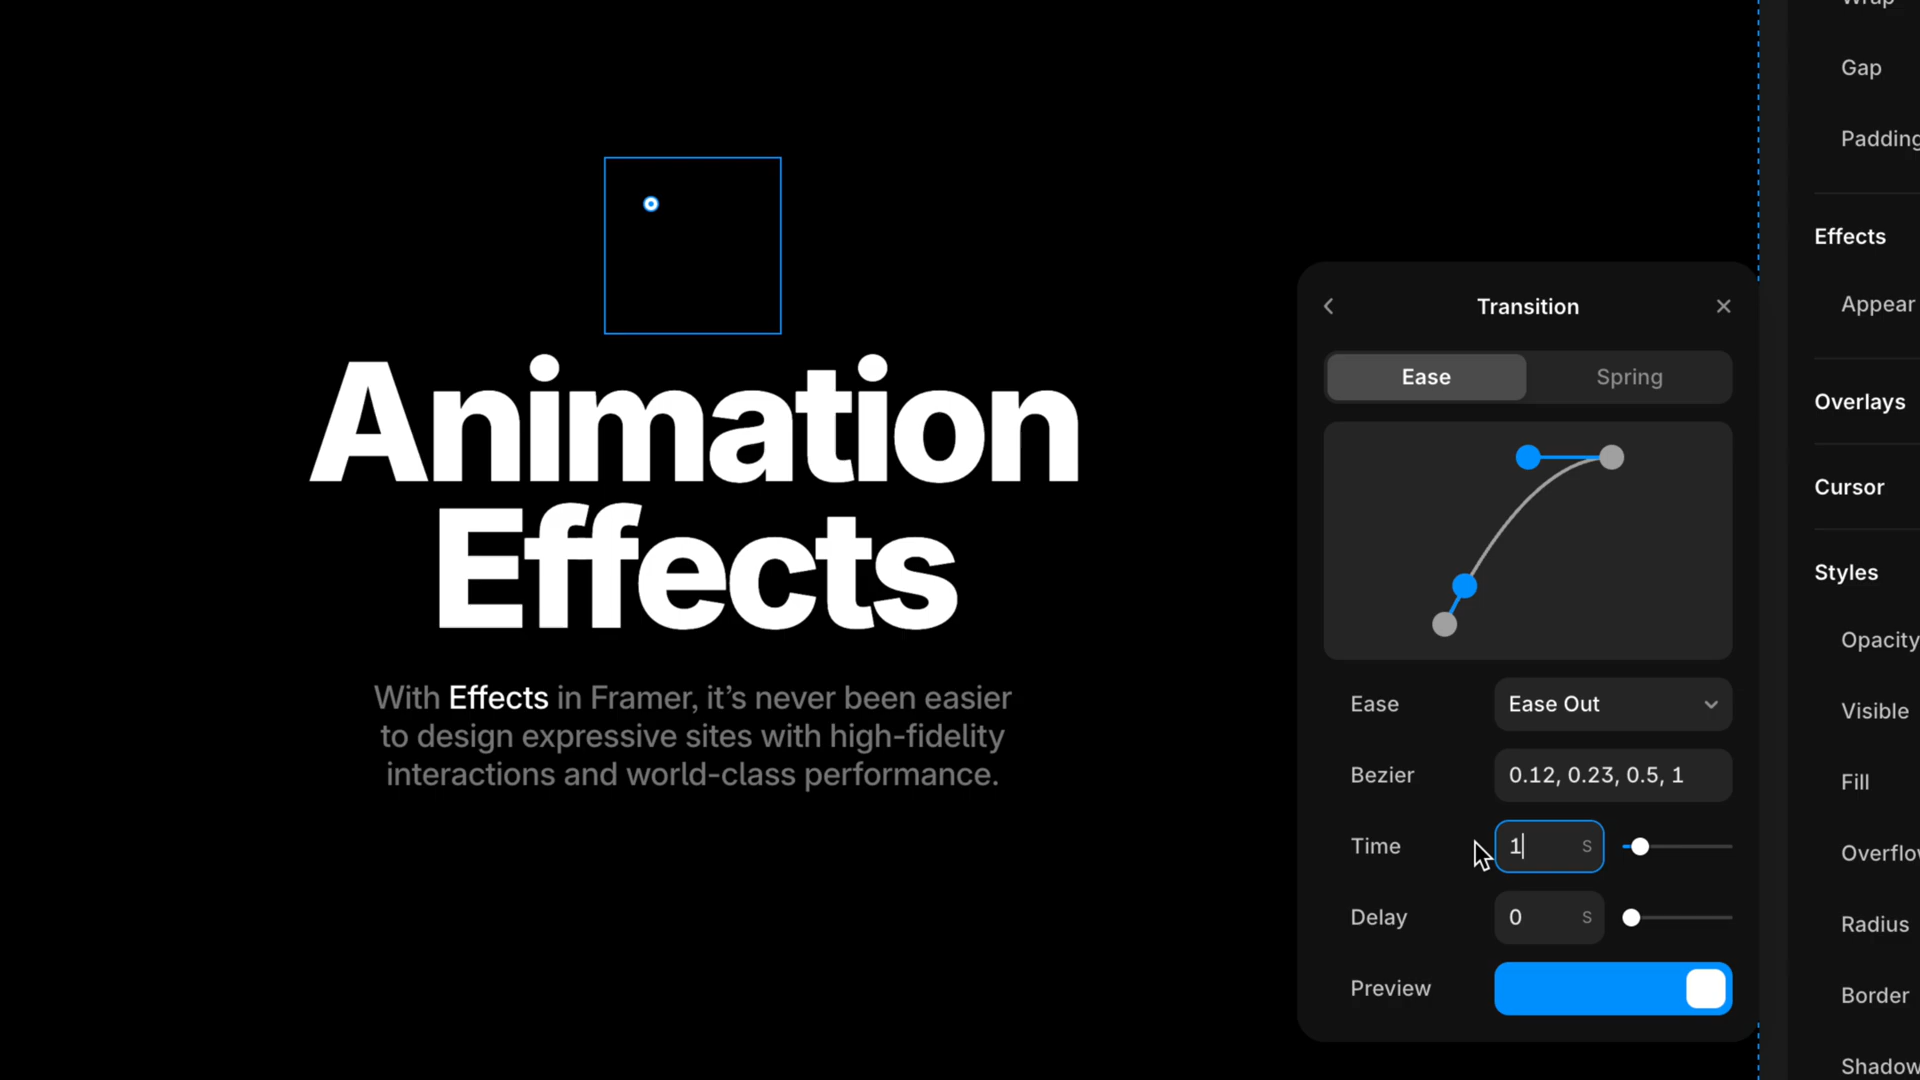 Animation
Effects
With Effects in Framer, it’s never been easier
to design expressive sites with high-fidelity
interactions and world-class performance.
Transition
Ease
Spring
Ease
Ease Out
Bezier
0.12, 0.23, 0.5, 1
Time
1
S
Delay
0
S
Preview
Wrap
Gap
Padding
Effects
Appear
Overlays
Cursor
Styles
Opacity
Visible
Fill
Overflow
Radius
Border
Shadow